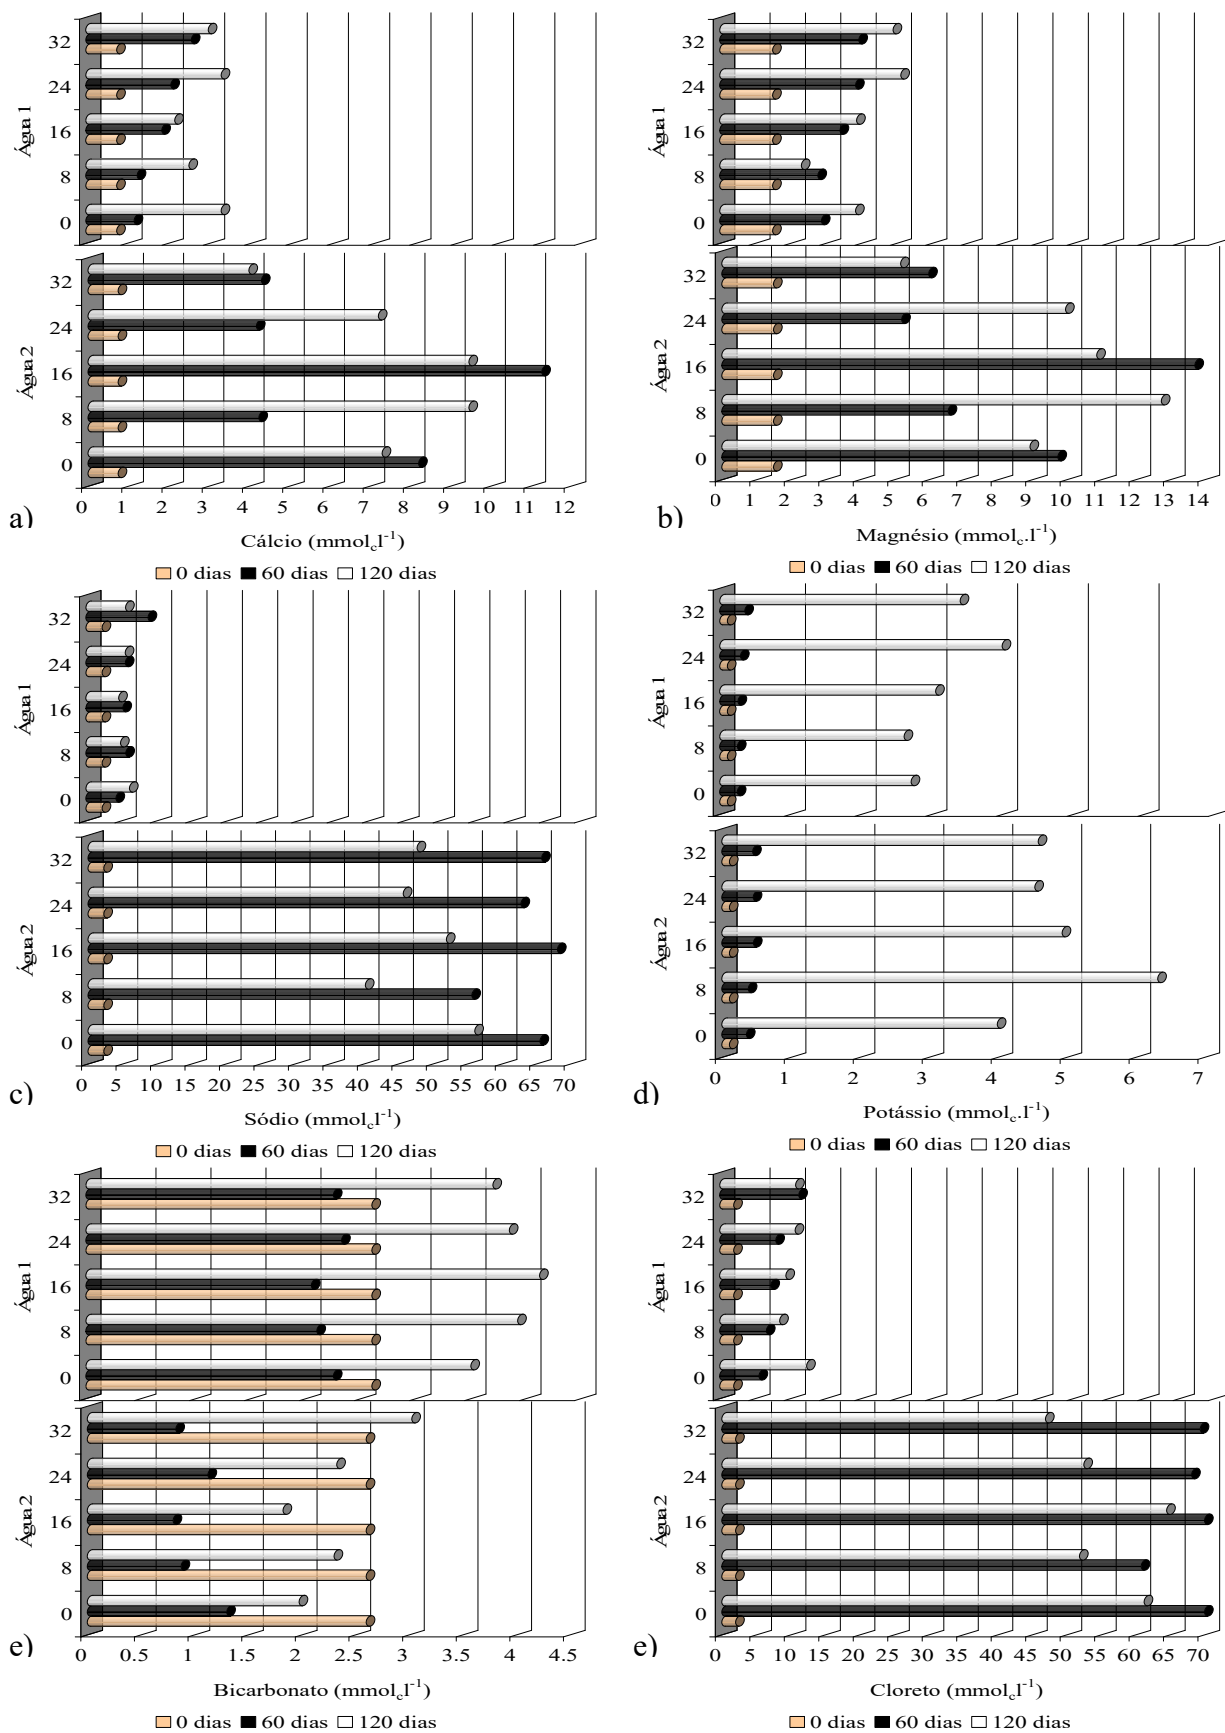 32
24
16
8
0
Água 1
32
24
16
8
0
Água 2
0 1 2 3 4 5 6 7 8 9 10 11 12
a)
Cálcio (mmolcl-1)
0 dias 60 dias 120 dias
32
24
16
8
0
Água 1
32
24
16
8
0
Água 2
0 1 2 3 4 5 6 7 8 9 10 11 12 13 14
b)
Magnésio (mmolc.l-1)
0 dias 60 dias 120 dias
32
24
16
8
0
Água 1
32
24
16
8
0
Água 2
0 5 10 15 20 25 30 35 40 45 50 55 60 65 70
c)
Sódio (mmolcl-1)
0 dias 60 dias 120 dias
32
24
16
8
0
Água 1
32
24
16
8
0
Água 2
0 1 2 3 4 5 6 7
d)
Potássio (mmolc.l-1)
0 dias 60 dias 120 dias
32
24
16
8
0
Água 1
32
24
16
8
0
Água 2
0 0.5 1 1.5 2 2.5 3 3.5 4 4.5
e)
Bicarbonato (mmolcl-1)
0 dias 60 dias 120 dias
32
24
16
8
0
Água 1
32
24
16
8
0
Água 2
0 5 10 15 20 25 30 35 40 45 50 55 60 65 70
e)
Cloreto (mmolcl-1)
0 dias 60 dias 120 dias